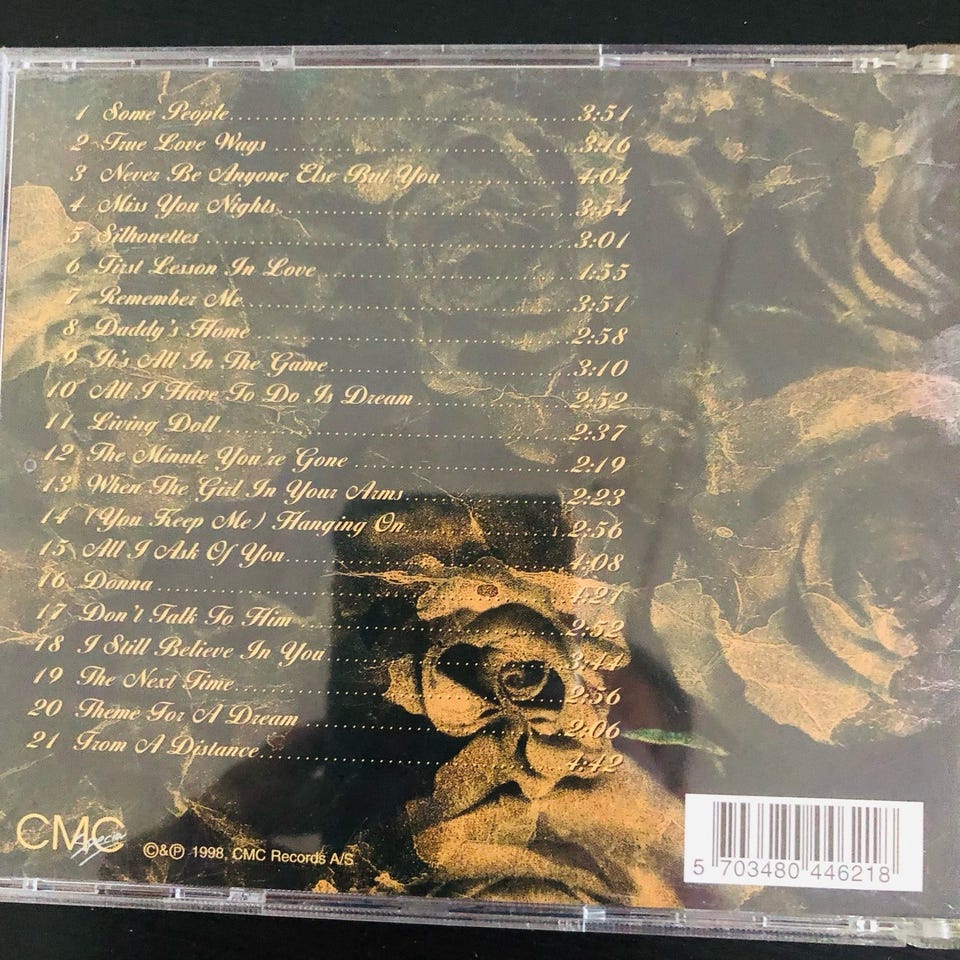 1 Some People 3:51
2 True Love Ways 3:16
3 Never Be Anyone Else But You 4:04
4 Miss You Nights 3:54
5 Silhouettes 3:01
6 First Lesson In Love 1:55
7 Remember Me 3:51
8 Daddy's Home 2:58
9 It's All In The Game 3:10
10 All I Have To Do Is Dream 2:52
11 Living Doll 2:37
12 The Minute You're Gone 2:19
13 When The Girl In Your Arms 2:23
14 (You Keep Me) Hanging On 2:56
15 All I Ask Of You 4:08
16 Donna 4:21
17 Don't Talk To Him 2:52
18 I Still Believe In You 3:44
19 The Next Time 2:56
20 Theme For A Dream 2:06
21 From A Distance 4:42
CMC Special
©&℗ 1998, CMC Records A/S
5 703480 446218